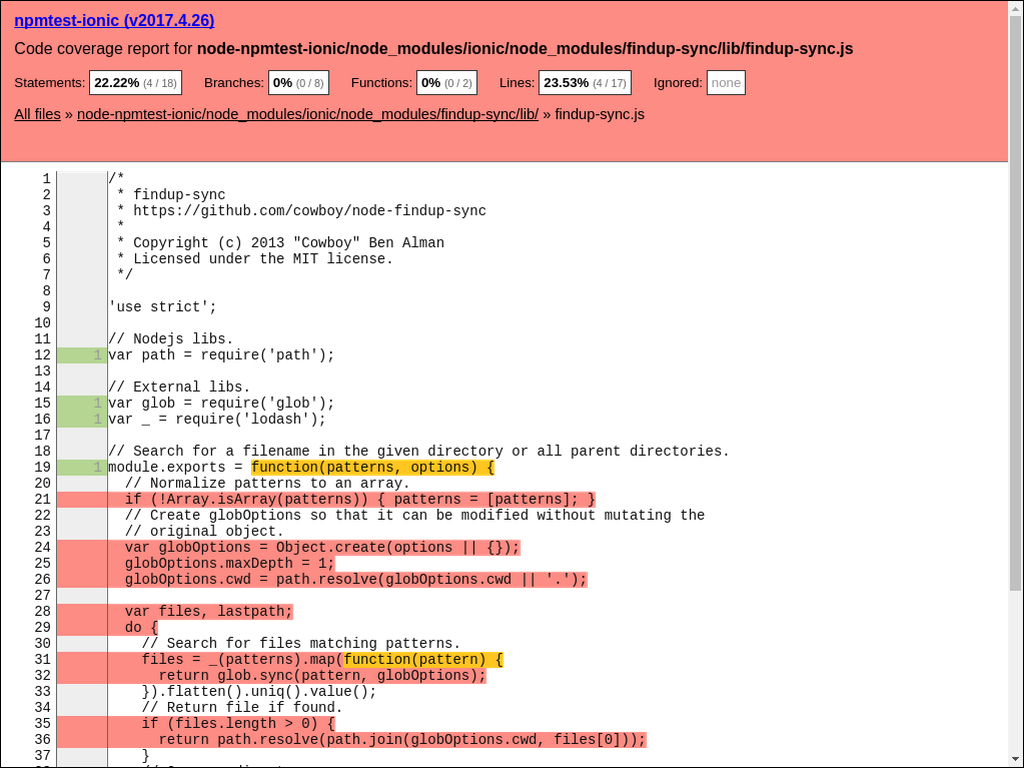 npmtest-ionic (v2017.4.26)
Code coverage report for node-npmtest-ionic/node_modules/ionic/node_modules/findup-sync/lib/findup-sync.js
Statements: 22.22% (4 / 18) Branches: 0% (0 / 8) Functions: 0% (0 / 2) Lines: 23.53% (4 / 17) Ignored: none
All files » node-npmtest-ionic/node_modules/ionic/node_modules/findup-sync/lib/ » findup-sync.js
1 /*
2  * findup-sync
3  * https://github.com/cowboy/node-findup-sync
4  *
5  * Copyright (c) 2013 "Cowboy" Ben Alman
6  * Licensed under the MIT license.
7  */
8
9 'use strict';
10
11 // Nodejs libs.
12 1 var path = require('path');
13
14 // External libs.
15 1 var glob = require('glob');
16 1 var _ = require('lodash');
17
18 // Search for a filename in the given directory or all parent directories.
19 1 module.exports = function(patterns, options) {
20   // Normalize patterns to an array.
21   if (!Array.isArray(patterns)) { patterns = [patterns]; }
22   // Create globOptions so that it can be modified without mutating the
23   // original object.
24   var globOptions = Object.create(options || {});
25   globOptions.maxDepth = 1;
26   globOptions.cwd = path.resolve(globOptions.cwd || '.');
27
28   var files, lastpath;
29   do {
30     // Search for files matching patterns.
31     files = _(patterns).map(function(pattern) {
32       return glob.sync(pattern, globOptions);
33     }).flatten().uniq().value();
34     // Return file if found.
35     if (files.length > 0) {
36       return path.resolve(path.join(globOptions.cwd, files[0]));
37     }